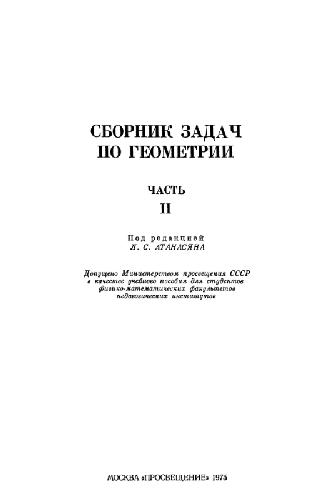 СБОРНИК ЗАДАЧ
ПО ГЕОМЕТРИИ
ЧАСТЬ
II
Под редакцией
Л. С. АТАНАСЯНА
Допущено Министерством просвещения СССР
в качестве учебного пособия для студентов
физико-математических факультетов
педагогических институтов
МОСКВА «ПРОСВЕЩЕНИЕ» 1975